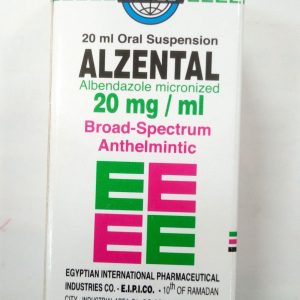 20 ml Oral Suspension
ALZENTAL
Albendazole micronized
20 mg / ml
Broad-Spectrum
Anthelmintic
EGYPTIAN INTERNATIONAL PHARMACEUTICAL
INDUSTRIES CO. - E.I.P.I.CO. - 10th OF RAMADAN